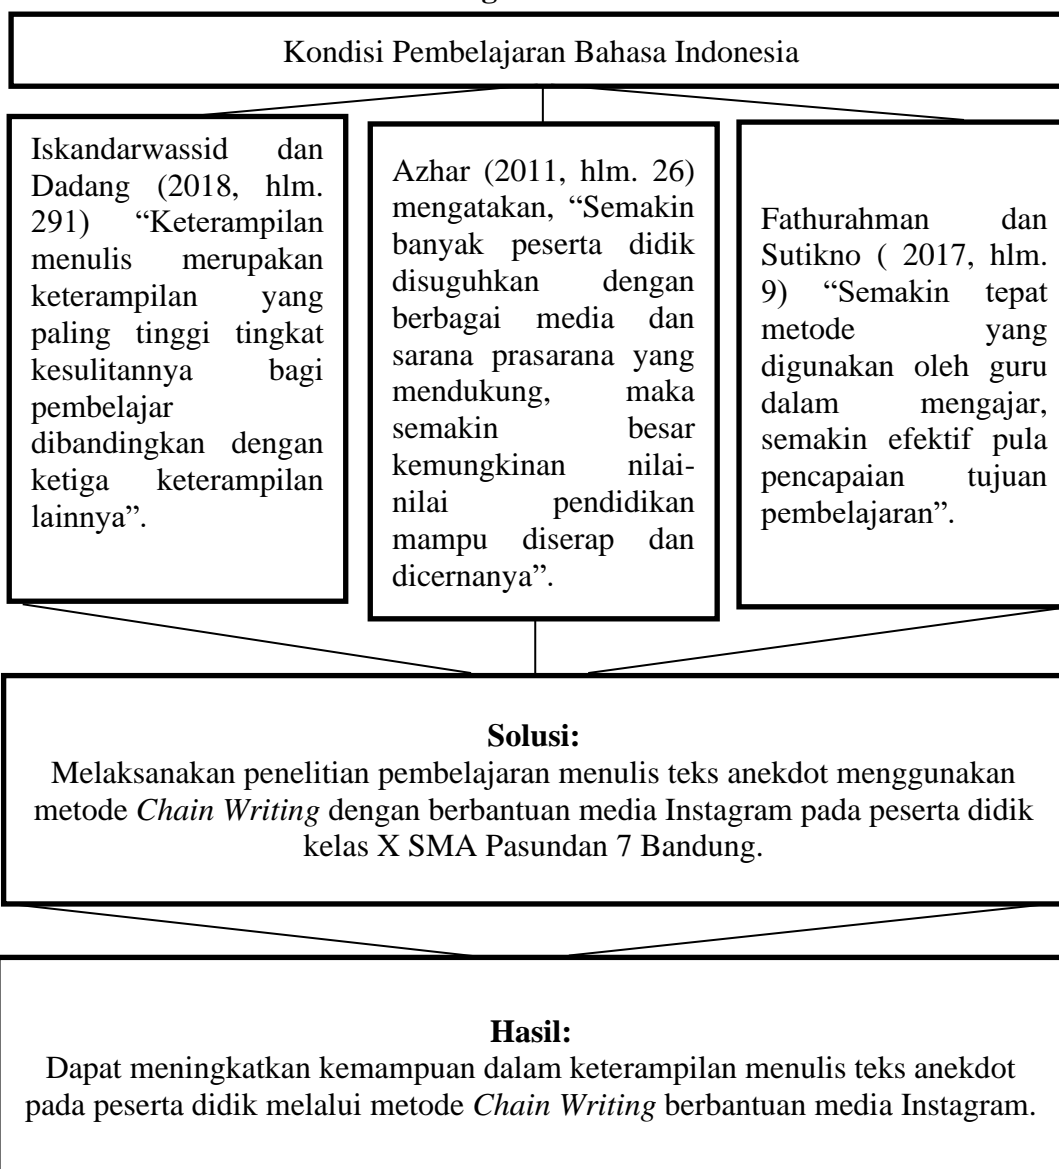 Kondisi Pembelajaran Bahasa Indonesia
Iskandarwassid dan
Dadang (2018, hlm.
291) “Keterampilan
menulis merupakan
keterampilan yang
paling tinggi tingkat
kesulitannya bagi
pembelajar
dibandingkan dengan
ketiga keterampilan
lainnya”.
Azhar (2011, hlm. 26)
mengatakan, “Semakin
banyak peserta didik
disuguhkan dengan
berbagai media dan
sarana prasarana yang
mendukung, maka
semakin besar
kemungkinan nilai-
nilai pendidikan
mampu diserap dan
dicernanya”.
Fathurahman dan
Sutikno ( 2017, hlm.
9) “Semakin tepat
metode yang
digunakan oleh guru
dalam mengajar,
semakin efektif pula
pencapaian tujuan
pembelajaran”.
Solusi:
Melaksanakan penelitian pembelajaran menulis teks anekdot menggunakan
metode Chain Writing dengan berbantuan media Instagram pada peserta didik
kelas X SMA Pasundan 7 Bandung.
Hasil:
Dapat meningkatkan kemampuan dalam keterampilan menulis teks anekdot
pada peserta didik melalui metode Chain Writing berbantuan media Instagram.